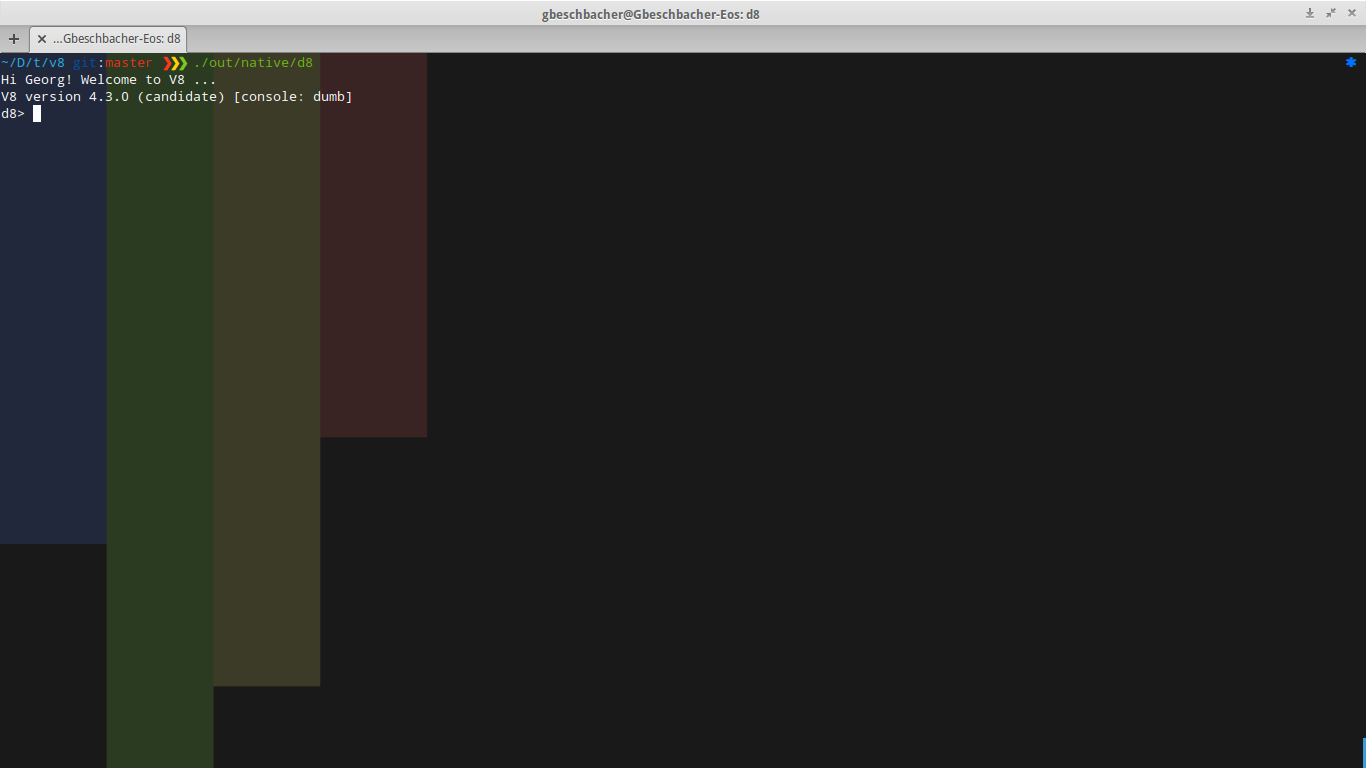 gbeschbacher@Gbeschbacher-Eos: d8
...Gbeschbacher-Eos: d8
~/D/t/v8 git:master ❯❯❯ ./out/native/d8
Hi Georg! Welcome to V8 ...
V8 version 4.3.0 (candidate) [console: dumb]
d8>